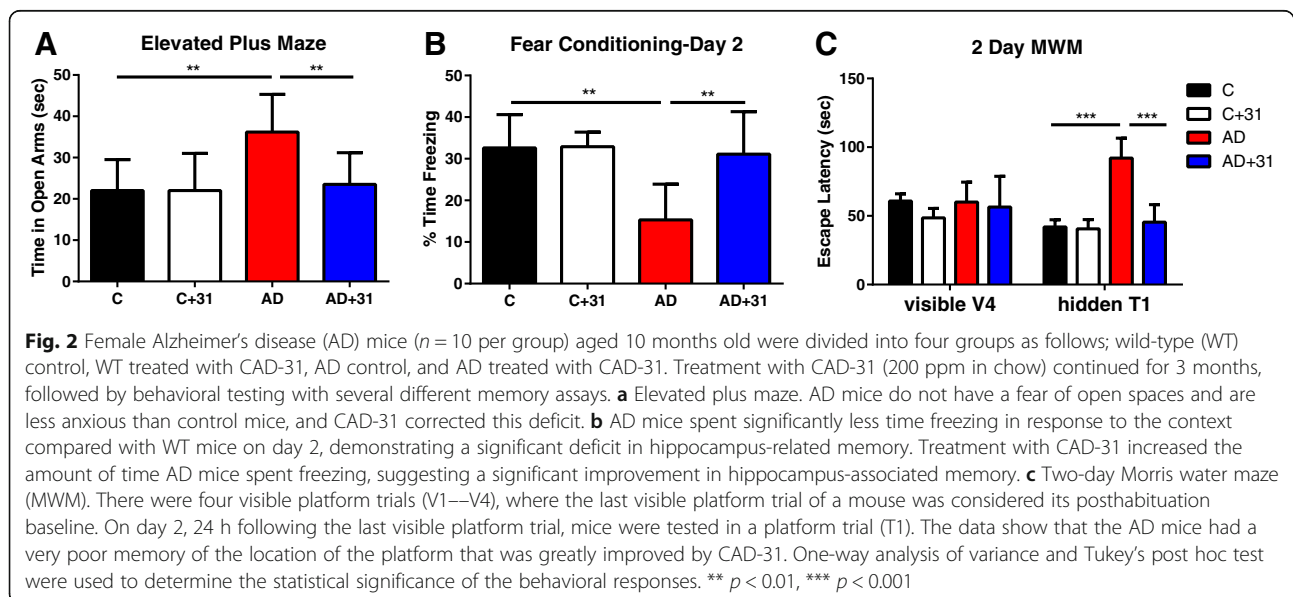 A
Elevated Plus Maze
**
**
Time in Open Arms (sec)
50
40
30
20
10
0
C
C+31
AD
AD+31
B
Fear Conditioning-Day 2
**
**
% Time Freezing
50
40
30
20
10
0
C
C+31
AD
AD+31
C
2 Day MWM
***
***
Escape Latency (sec)
150
100
50
0
visible V4
hidden T1
C
C+31
AD
AD+31
Fig. 2 Female Alzheimer's disease (AD) mice (n = 10 per group) aged 10 months old were divided into four groups as follows; wild-type (WT)
control, WT treated with CAD-31, AD control, and AD treated with CAD-31. Treatment with CAD-31 (200 ppm in chow) continued for 3 months,
followed by behavioral testing with several different memory assays. a Elevated plus maze. AD mice do not have a fear of open spaces and are
less anxious than control mice, and CAD-31 corrected this deficit. b AD mice spent significantly less time freezing in response to the context
compared with WT mice on day 2, demonstrating a significant deficit in hippocampus-related memory. Treatment with CAD-31 increased the
amount of time AD mice spent freezing, suggesting a significant improvement in hippocampus-associated memory. c Two-day Morris water maze
(MWM). There were four visible platform trials (V1-–V4), where the last visible platform trial of a mouse was considered its posthabituation
baseline. On day 2, 24 h following the last visible platform trial, mice were tested in a platform trial (T1). The data show that the AD mice had a
very poor memory of the location of the platform that was greatly improved by CAD-31. One-way analysis of variance and Tukey's post hoc test
were used to determine the statistical significance of the behavioral responses. ** p < 0.01, *** p < 0.001